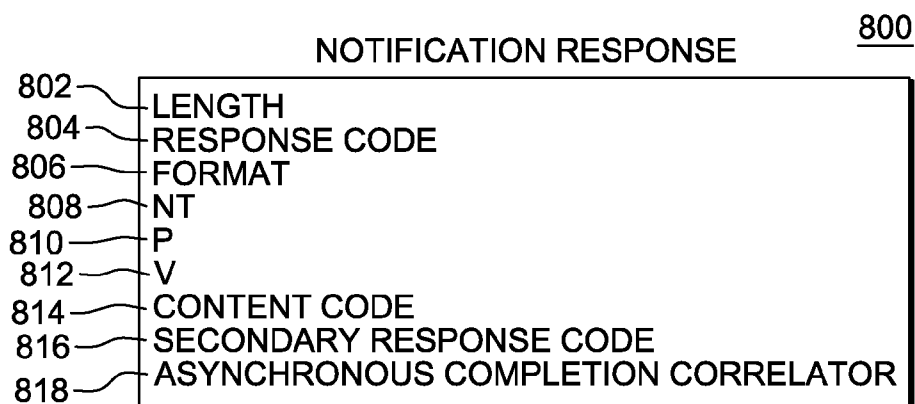 800
NOTIFICATION RESPONSE
802 LENGTH
804 RESPONSE CODE
806 FORMAT
808 NT
810 P
812 V
814 CONTENT CODE
816 SECONDARY RESPONSE CODE
818 ASYNCHRONOUS COMPLETION CORRELATOR